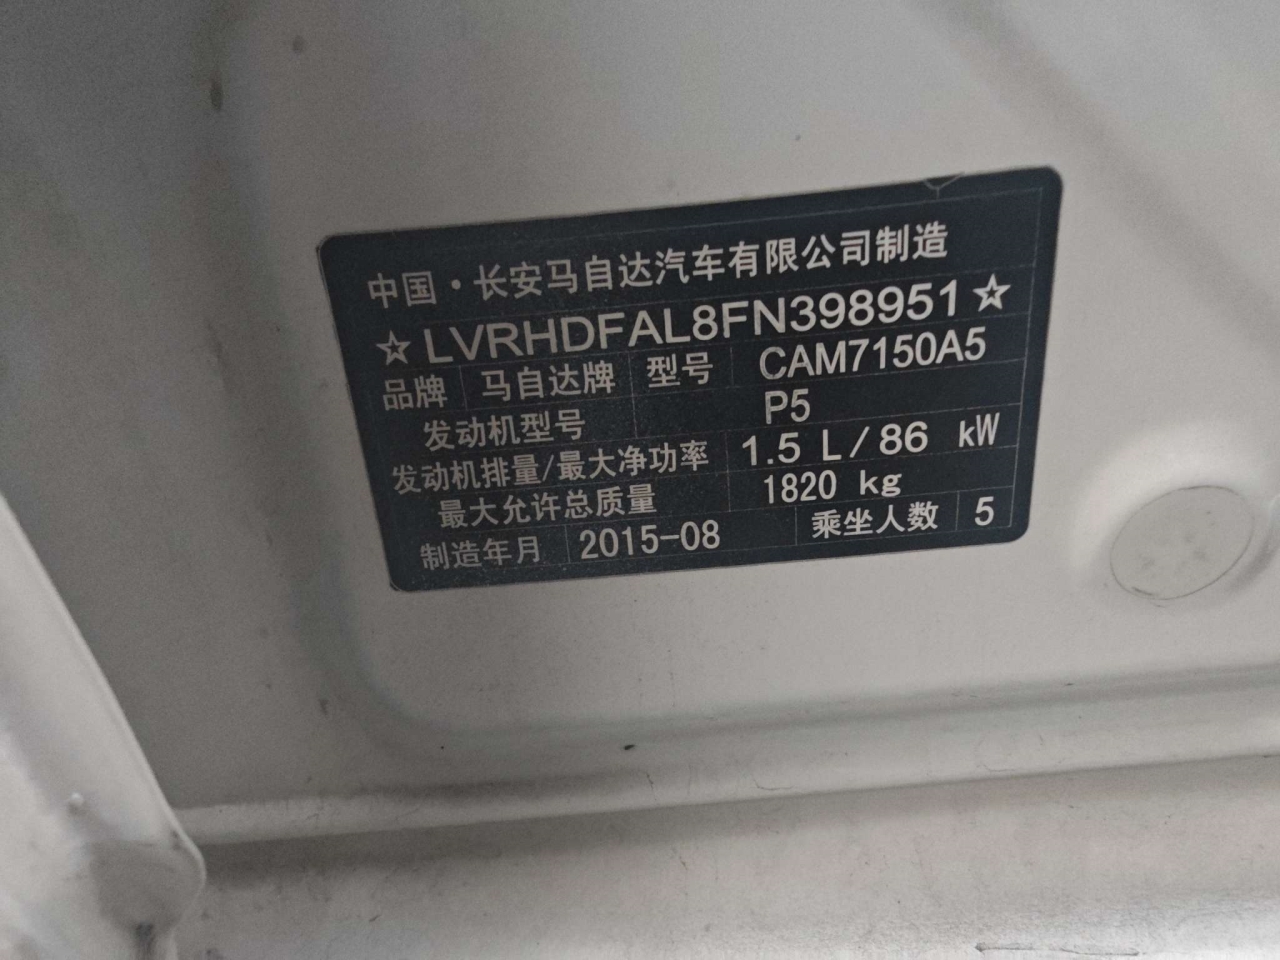 中国·长安马自达汽车有限公司制造
☆LVRHDFAL8FN398951☆
品牌 马自达牌 型号 CAM7150A5
发动机型号 P5
发动机排量/最大净功率 1.5 L/86 kW
最大允许总质量 1820 kg
制造年月 2015-08 乘坐人数 5